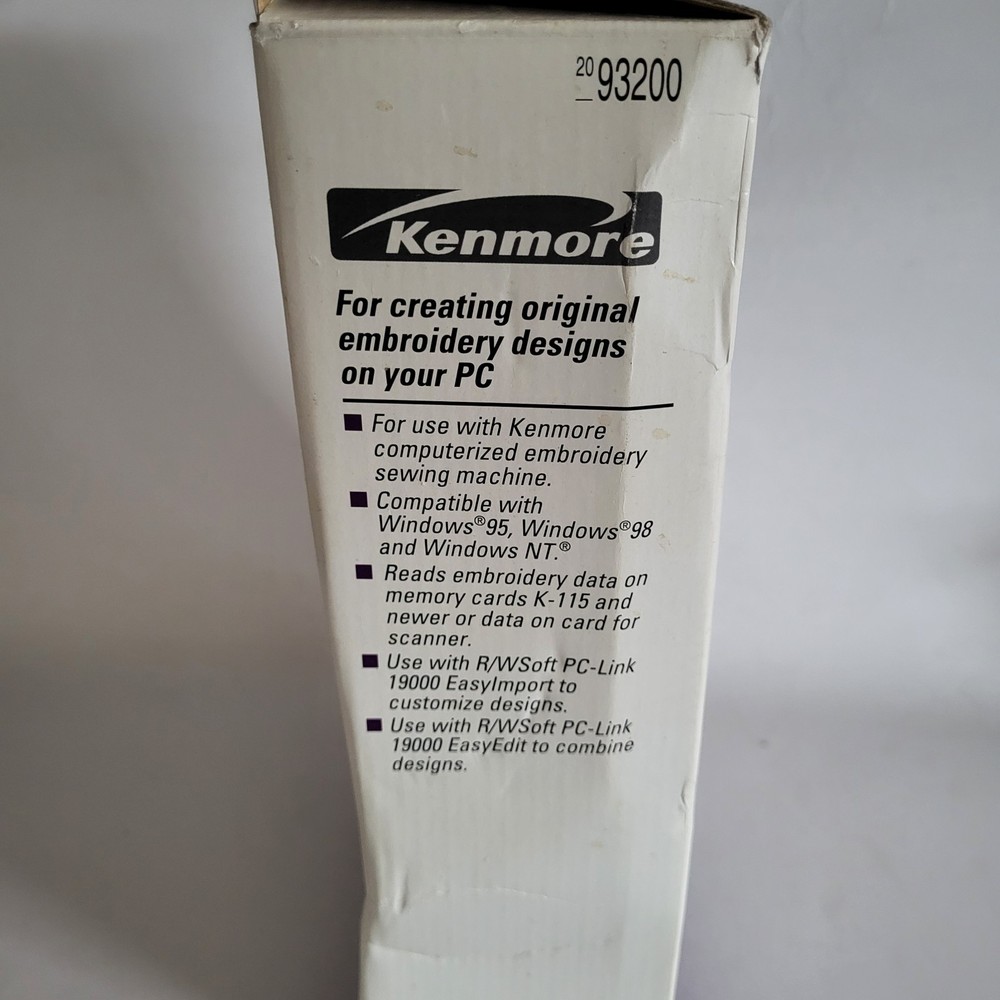 20 93200
Kenmore
For creating original
embroidery designs
on your PC
■ For use with Kenmore
computerized embroidery
sewing machine.
■ Compatible with
Windows®95, Windows®98
and Windows NT.®
■ Reads embroidery data on
memory cards K-115 and
newer or data on card for
scanner.
■ Use with R/WSoft PC-Link
19000 EasyImport to
customize designs.
■ Use with R/WSoft PC-Link
19000 EasyEdit to combine
designs.